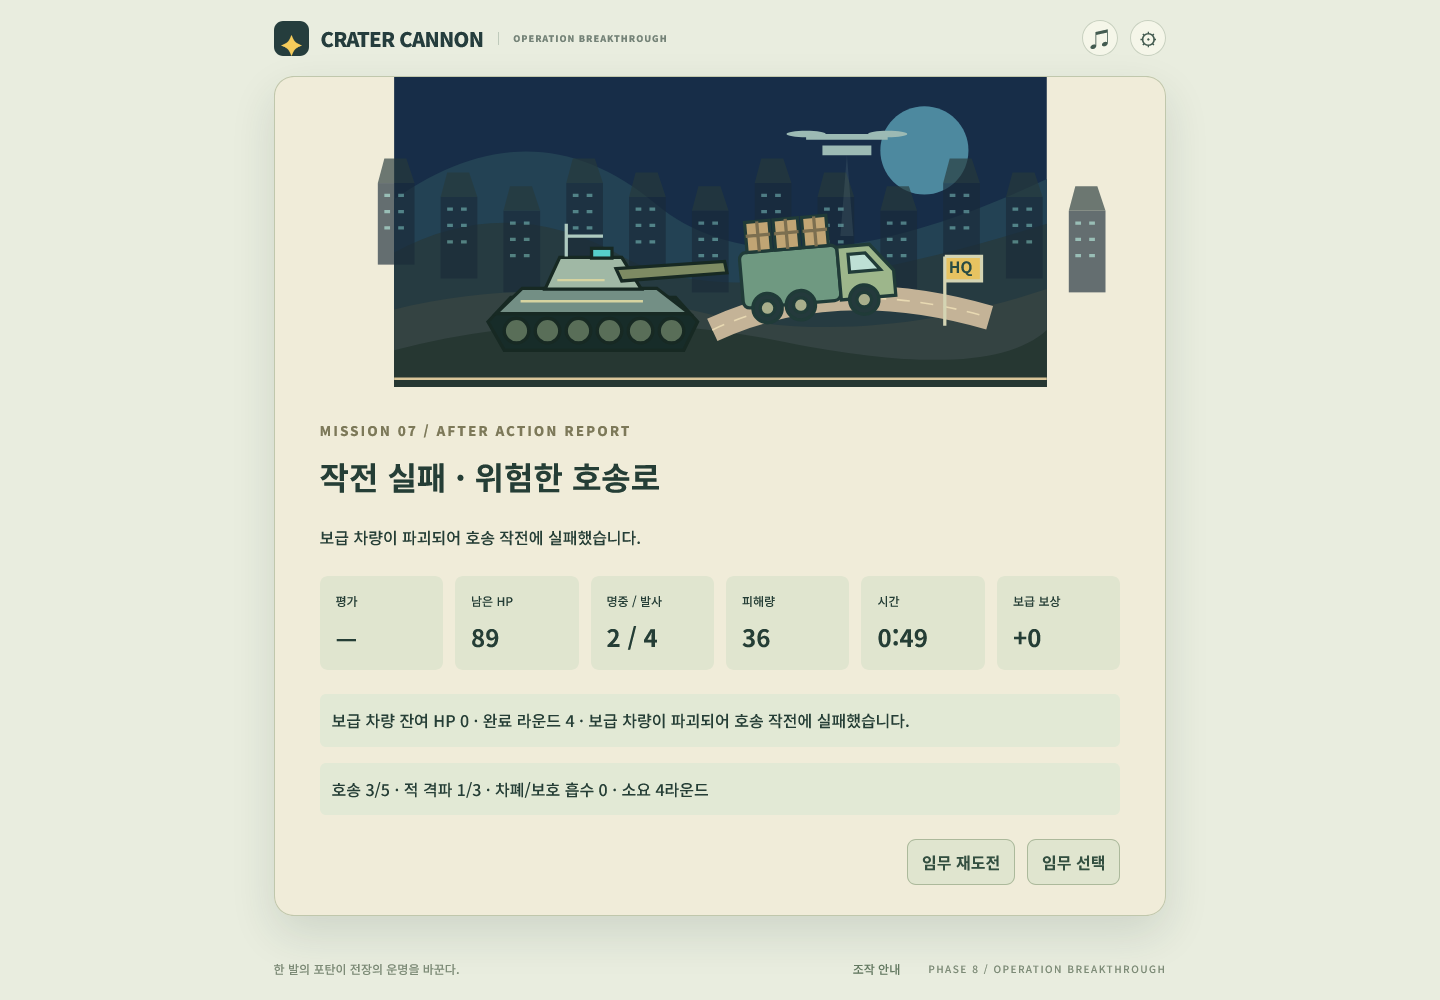 CRATER CANNON
OPERATION BREAKTHROUGH
HQ
MISSION 07 / AFTER ACTION REPORT
작전 실패 · 위험한 호송로
보급 차량이 파괴되어 호송 작전에 실패했습니다.
평가
—
남은 HP
89
명중 / 발사
2 / 4
피해량
36
시간
0:49
보급 보상
+0
보급 차량 잔여 HP 0 · 완료 라운드 4 · 보급 차량이 파괴되어 호송 작전에 실패했습니다.
호송 3/5 · 적 격파 1/3 · 차폐/보호 흡수 0 · 소요 4라운드
임무 재도전
임무 선택
한 발의 포탄이 전장의 운명을 바꾼다.
조작 안내
PHASE 8 / OPERATION BREAKTHROUGH